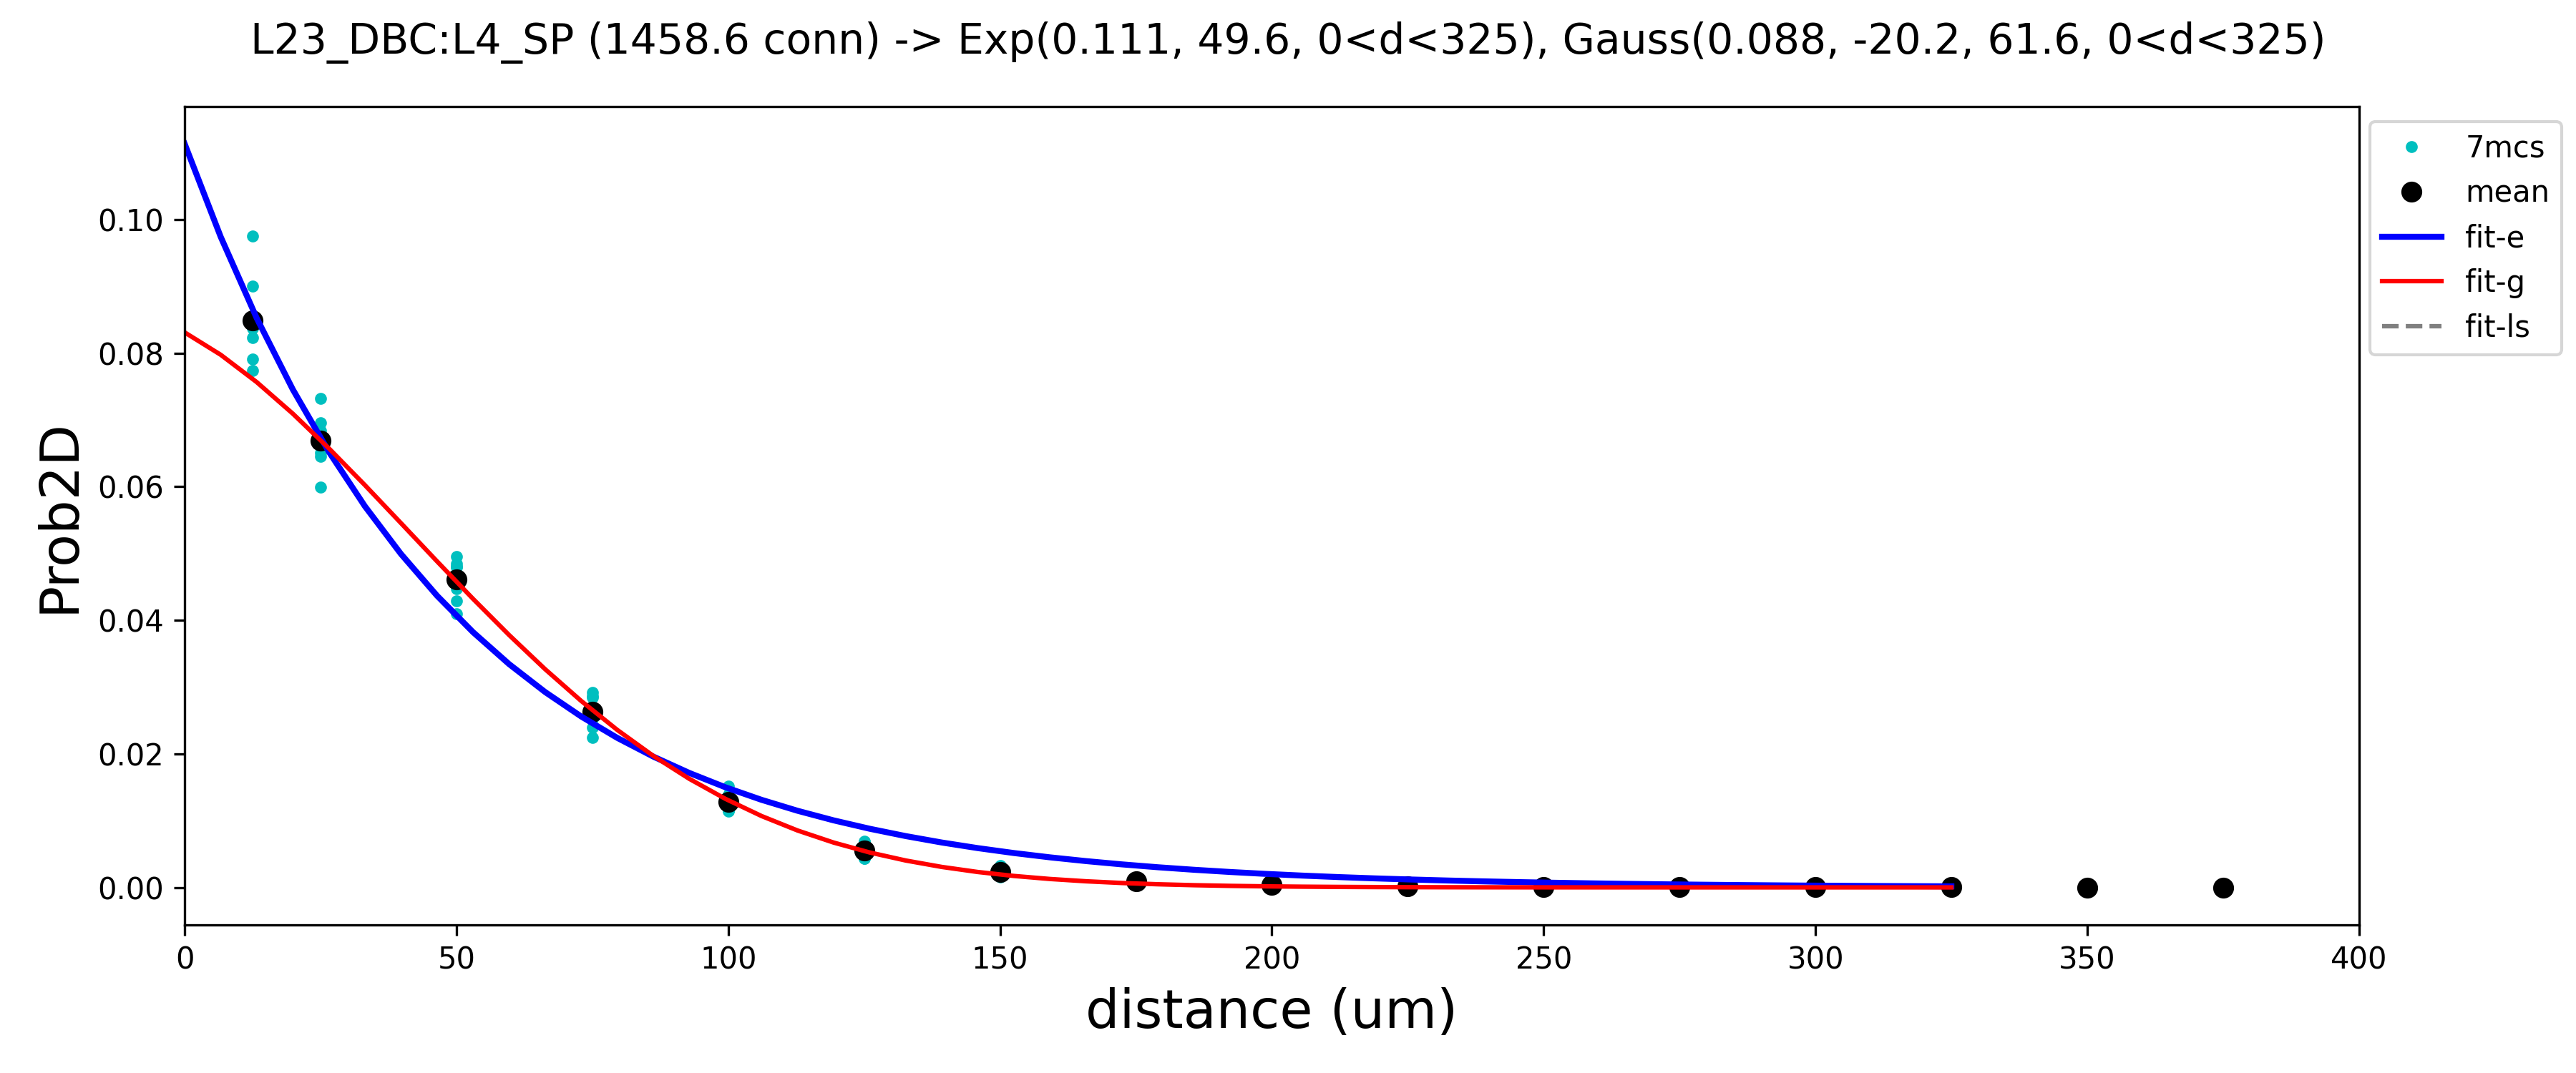 L23_DBC:L4_SP (1458.6 conn) -> Exp(0.111, 49.6, 0<d<325), Gauss(0.088, -20.2, 61.6, 0<d<325)
7mcs
mean
fit-e
fit-g
fit-ls
Prob2D
0.10
0.08
0.06
0.04
0.02
0.00
0 50 100 150 200 250 300 350 400
distance (um)